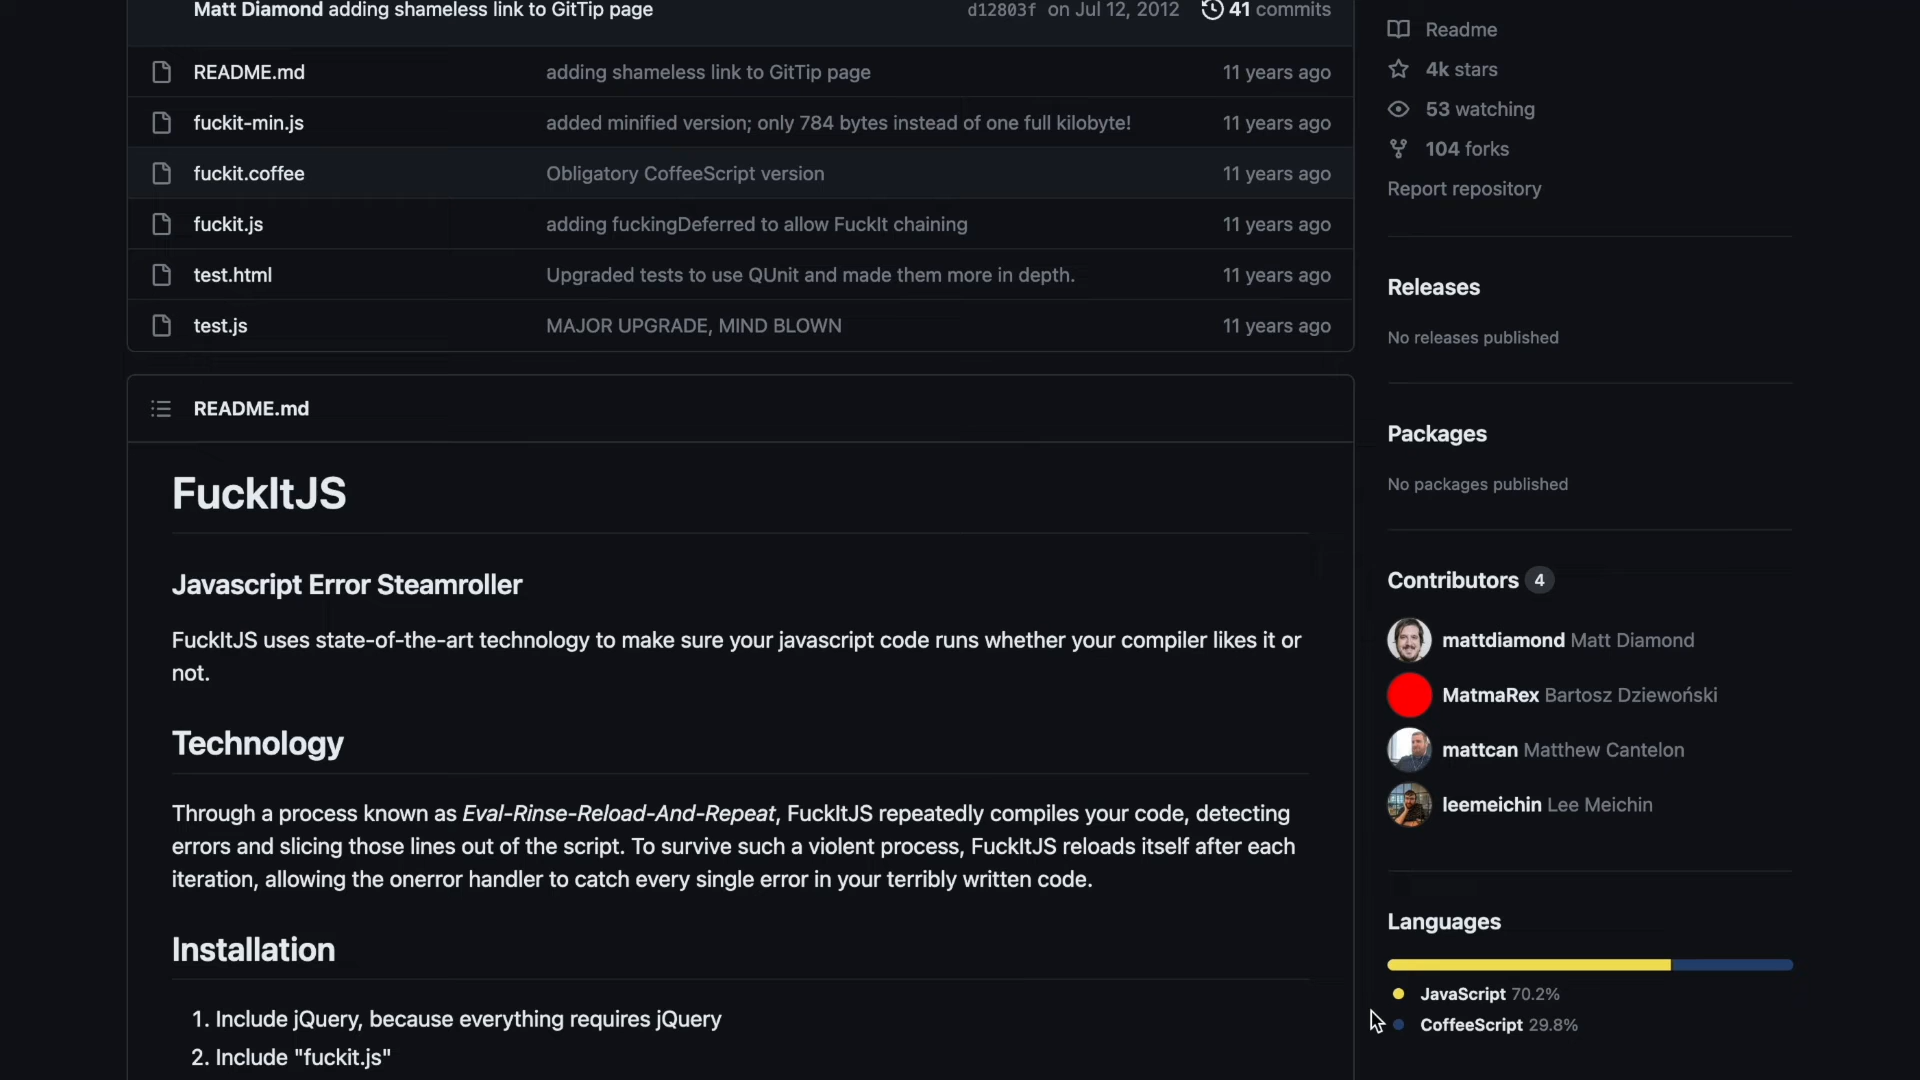 Matt Diamond adding shameless link to GitTip page d12803f on Jul 12, 2012 41 commits
README.md adding shameless link to GitTip page 11 years ago
fuckit-min.js added minified version; only 784 bytes instead of one full kilobyte! 11 years ago
fuckit.coffee Obligatory CoffeeScript version 11 years ago
fuckit.js adding fuckingDeferred to allow FuckIt chaining 11 years ago
test.html Upgraded tests to use QUnit and made them more in depth. 11 years ago
test.js MAJOR UPGRADE, MIND BLOWN 11 years ago
README.md
FuckItJS
Javascript Error Steamroller
FuckItJS uses state-of-the-art technology to make sure your javascript code runs whether your compiler likes it or
not.
Technology
Through a process known as Eval-Rinse-Reload-And-Repeat, FuckItJS repeatedly compiles your code, detecting
errors and slicing those lines out of the script. To survive such a violent process, FuckItJS reloads itself after each
iteration, allowing the onerror handler to catch every single error in your terribly written code.
Installation
1. Include jQuery, because everything requires jQuery
2. Include "fuckit.js"
Readme
4k stars
53 watching
104 forks
Report repository
Releases
No releases published
Packages
No packages published
Contributors 4
mattdiamond Matt Diamond
MatmaRex Bartosz Dziewoński
mattcan Matthew Cantelon
leemeichin Lee Meichin
Languages
JavaScript 70.2%
CoffeeScript 29.8%